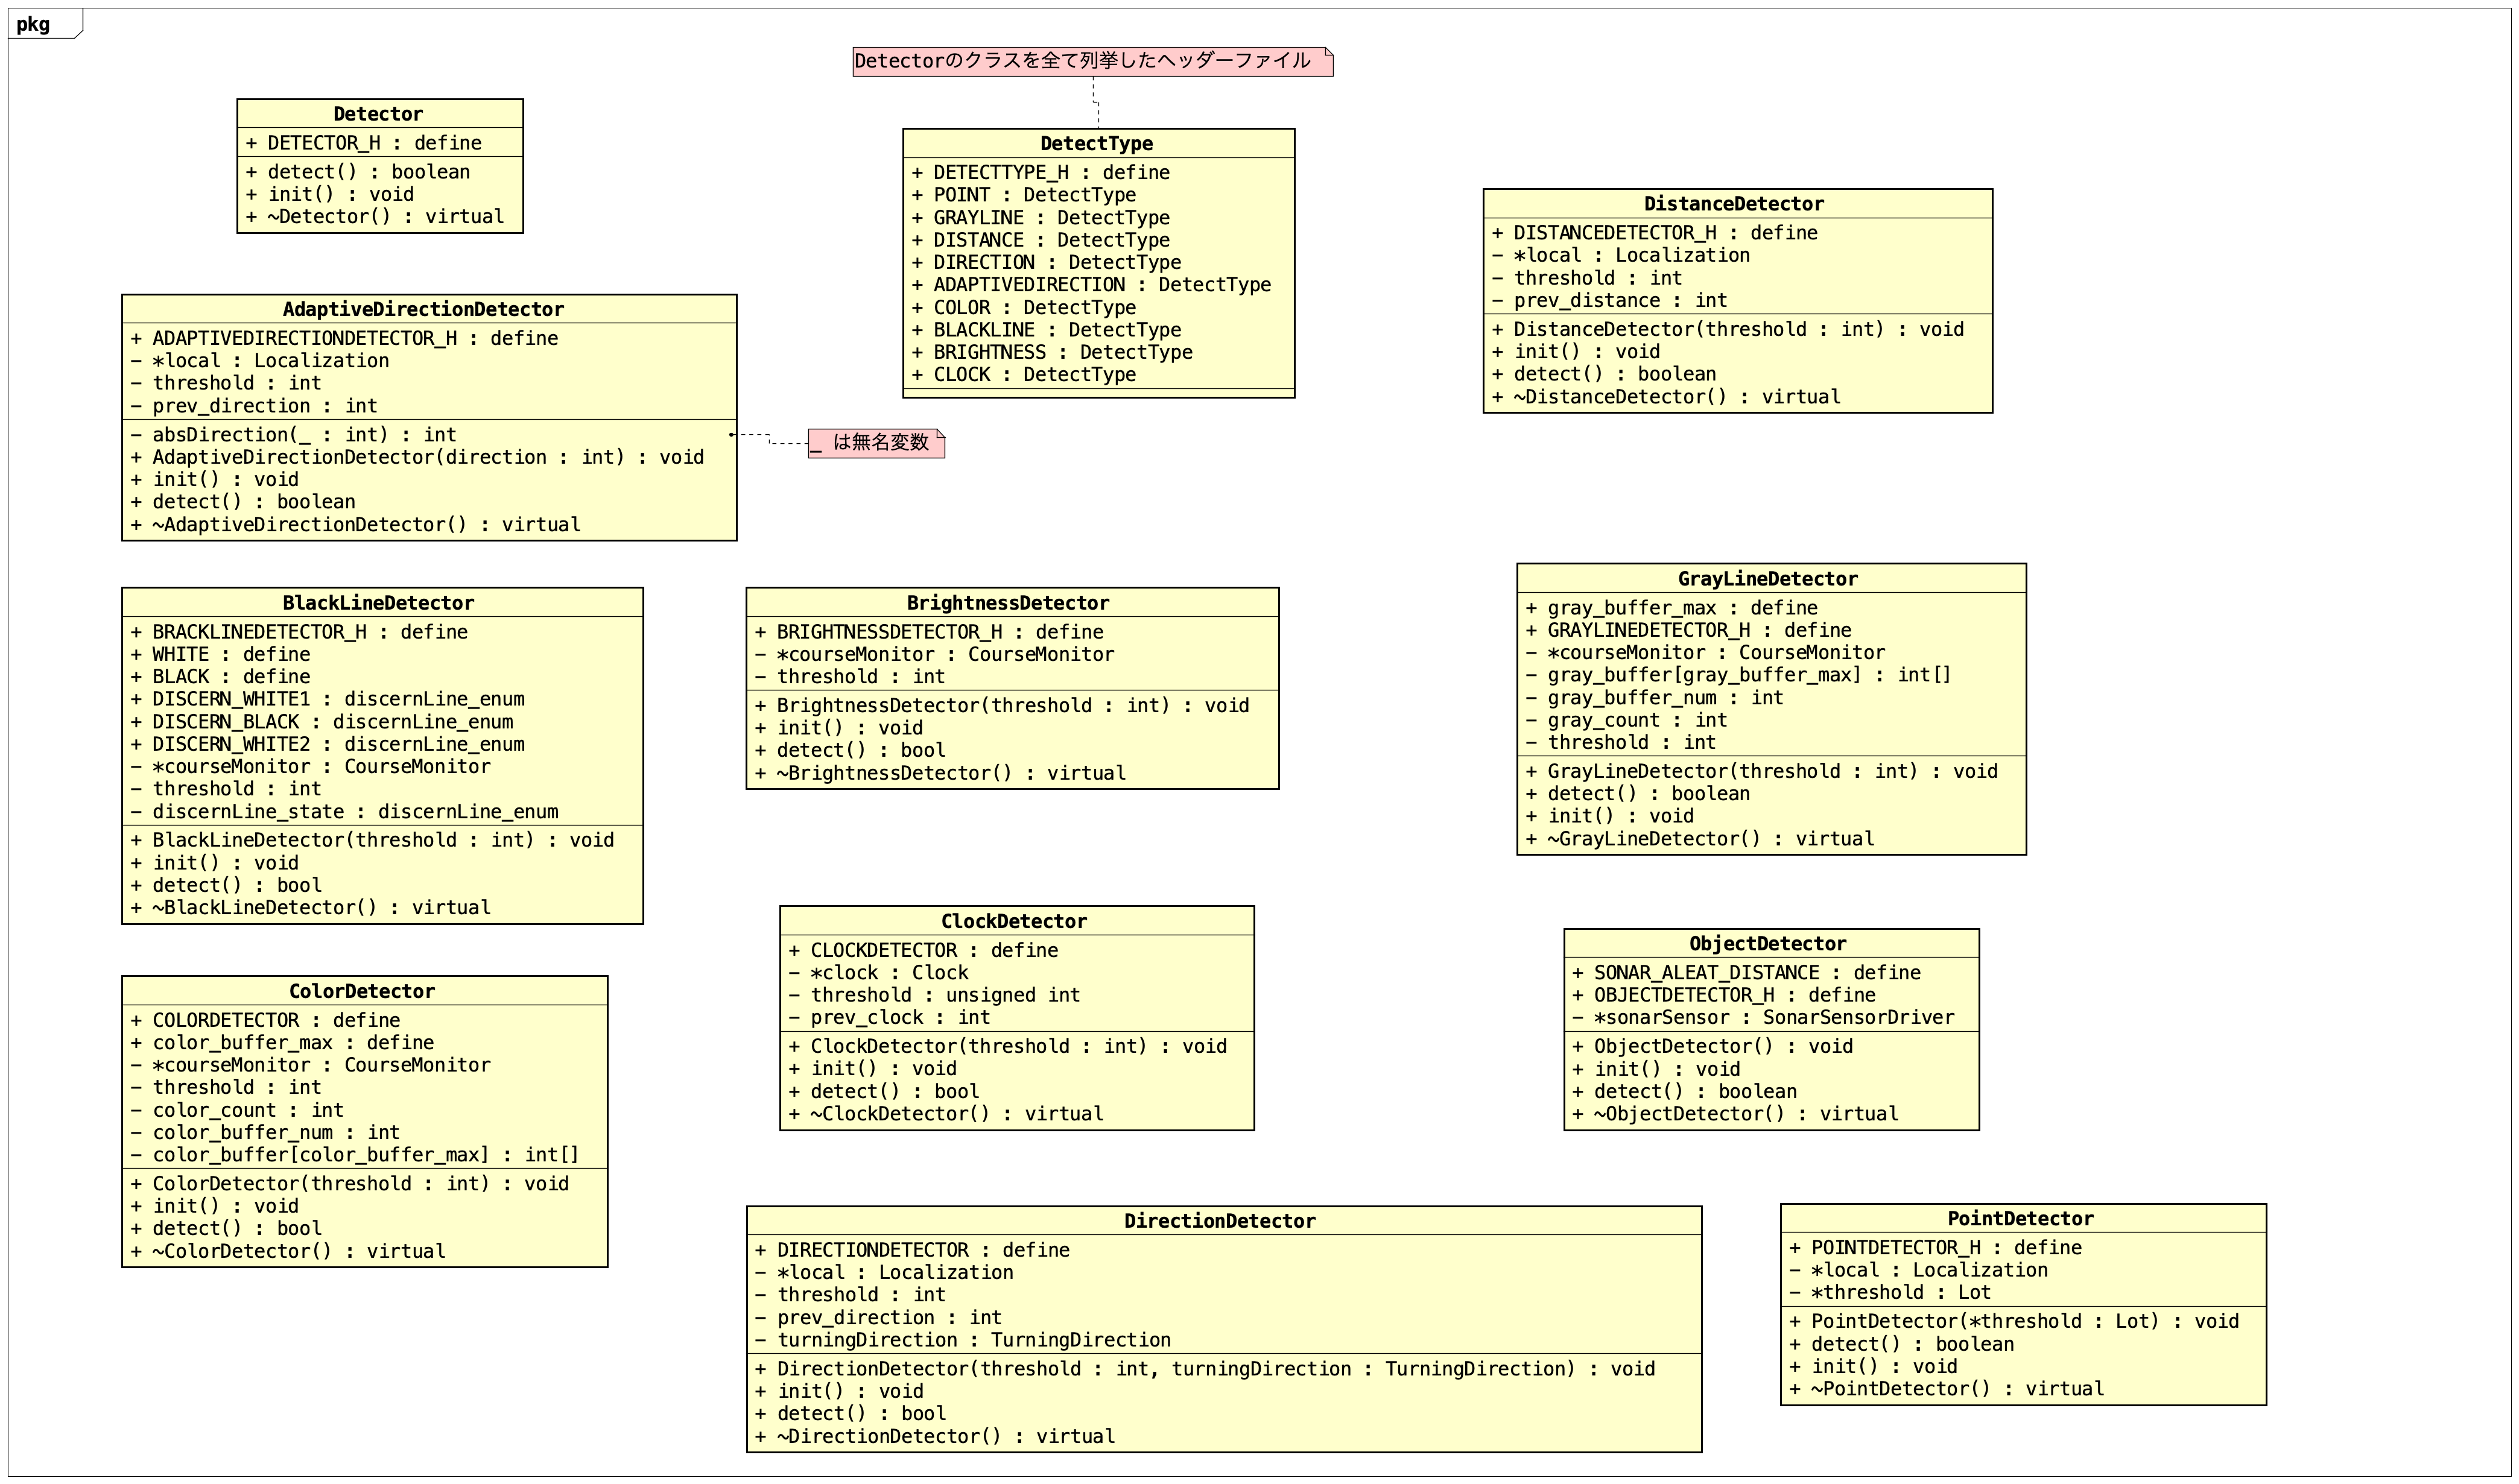 pkg
Detectorのクラスを全て列挙したヘッダーファイル
Detector
+ DETECTOR_H : define
+ detect() : boolean
+ init() : void
+ ~Detector() : virtual
DetectType
+ DETECTTYPE_H : define
+ POINT : DetectType
+ GRAYLINE : DetectType
+ DISTANCE : DetectType
+ DIRECTION : DetectType
+ ADAPTIVEDIRECTION : DetectType
+ COLOR : DetectType
+ BLACKLINE : DetectType
+ BRIGHTNESS : DetectType
+ CLOCK : DetectType
DistanceDetector
+ DISTANCEDETECTOR_H : define
- *local : Localization
- threshold : int
- prev_distance : int
+ DistanceDetector(threshold : int) : void
+ init() : void
+ detect() : boolean
+ ~DistanceDetector() : virtual
AdaptiveDirectionDetector
+ ADAPTIVEDIRECTIONDETECTOR_H : define
- *local : Localization
- threshold : int
- prev_direction : int
- absDirection(_ : int) : int
+ AdaptiveDirectionDetector(direction : int) : void
+ init() : void
+ detect() : boolean
+ ~AdaptiveDirectionDetector() : virtual
_ は無名変数
BlackLineDetector
+ BRACKLINEDETECTOR_H : define
+ WHITE : define
+ BLACK : define
+ DISCERN_WHITE1 : discernLine_enum
+ DISCERN_BLACK : discernLine_enum
+ DISCERN_WHITE2 : discernLine_enum
- *courseMonitor : CourseMonitor
- threshold : int
- discernLine_state : discernLine_enum
+ BlackLineDetector(threshold : int) : void
+ init() : void
+ detect() : bool
+ ~BlackLineDetector() : virtual
BrightnessDetector
+ BRIGHTNESSDETECTOR_H : define
- *courseMonitor : CourseMonitor
- threshold : int
+ BrightnessDetector(threshold : int) : void
+ init() : void
+ detect() : bool
+ ~BrightnessDetector() : virtual
GrayLineDetector
+ gray_buffer_max : define
+ GRAYLINEDETECTOR_H : define
- *courseMonitor : CourseMonitor
- gray_buffer[gray_buffer_max] : int[]
- gray_buffer_num : int
- gray_count : int
- threshold : int
+ GrayLineDetector(threshold : int) : void
+ detect() : boolean
+ init() : void
+ ~GrayLineDetector() : virtual
ClockDetector
+ CLOCKDETECTOR : define
- *clock : Clock
- threshold : unsigned int
- prev_clock : int
+ ClockDetector(threshold : int) : void
+ init() : void
+ detect() : bool
+ ~ClockDetector() : virtual
ObjectDetector
+ SONAR_ALEAT_DISTANCE : define
+ OBJECTDETECTOR_H : define
- *sonarSensor : SonarSensorDriver
+ ObjectDetector() : void
+ init() : void
+ detect() : boolean
+ ~ObjectDetector() : virtual
ColorDetector
+ COLORDETECTOR : define
+ color_buffer_max : define
- *courseMonitor : CourseMonitor
- threshold : int
- color_count : int
- color_buffer_num : int
- color_buffer[color_buffer_max] : int[]
+ ColorDetector(threshold : int) : void
+ init() : void
+ detect() : bool
+ ~ColorDetector() : virtual
DirectionDetector
+ DIRECTIONDETECTOR : define
- *local : Localization
- threshold : int
- prev_direction : int
- turningDirection : TurningDirection
+ DirectionDetector(threshold : int, turningDirection : TurningDirection) : void
+ init() : void
+ detect() : bool
+ ~DirectionDetector() : virtual
PointDetector
+ POINTDETECTOR_H : define
- *local : Localization
- *threshold : Lot
+ PointDetector(*threshold : Lot) : void
+ detect() : boolean
+ init() : void
+ ~PointDetector() : virtual